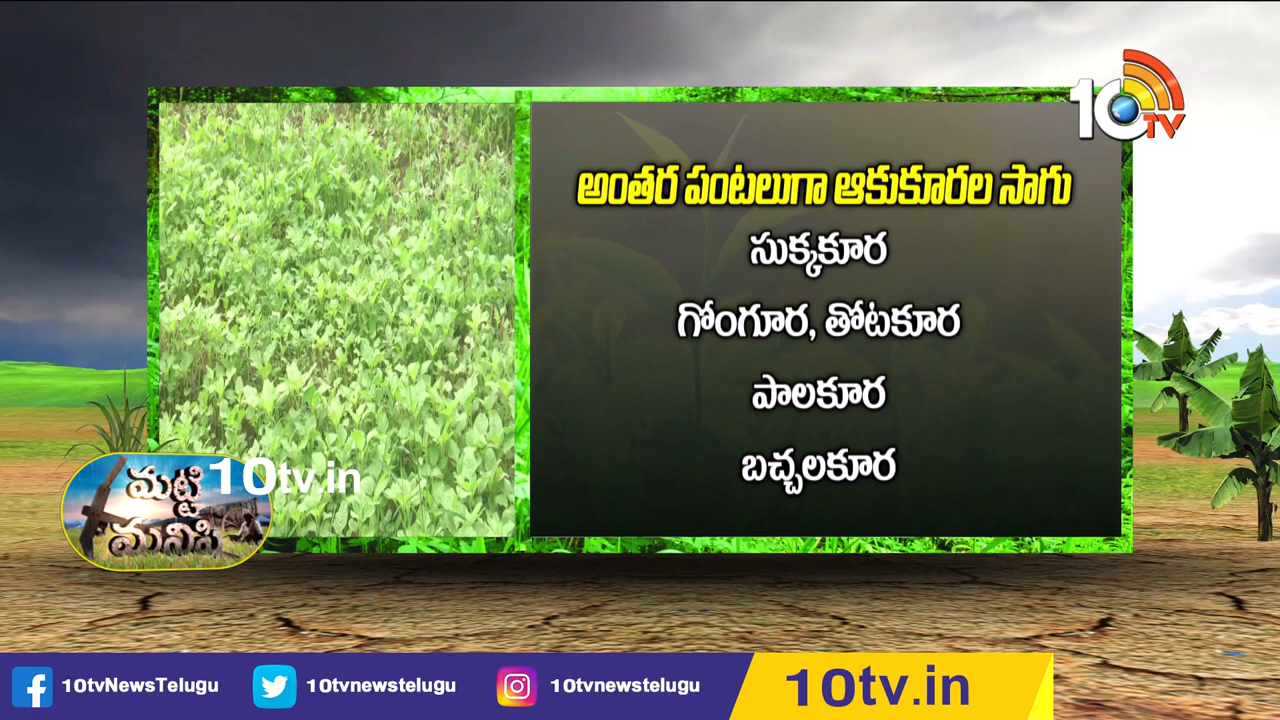 10TV
అంతర పంటలుగా ఆకుకూరల సాగు
సుక్కకూర
గోంగూర, తోటకూర
పాలకూర
బచ్చలకూర
10tv.in
మట్టి
మనిషి
10tvNewsTelugu
10tvnewstelugu
10tvnewstelugu
10tv.in